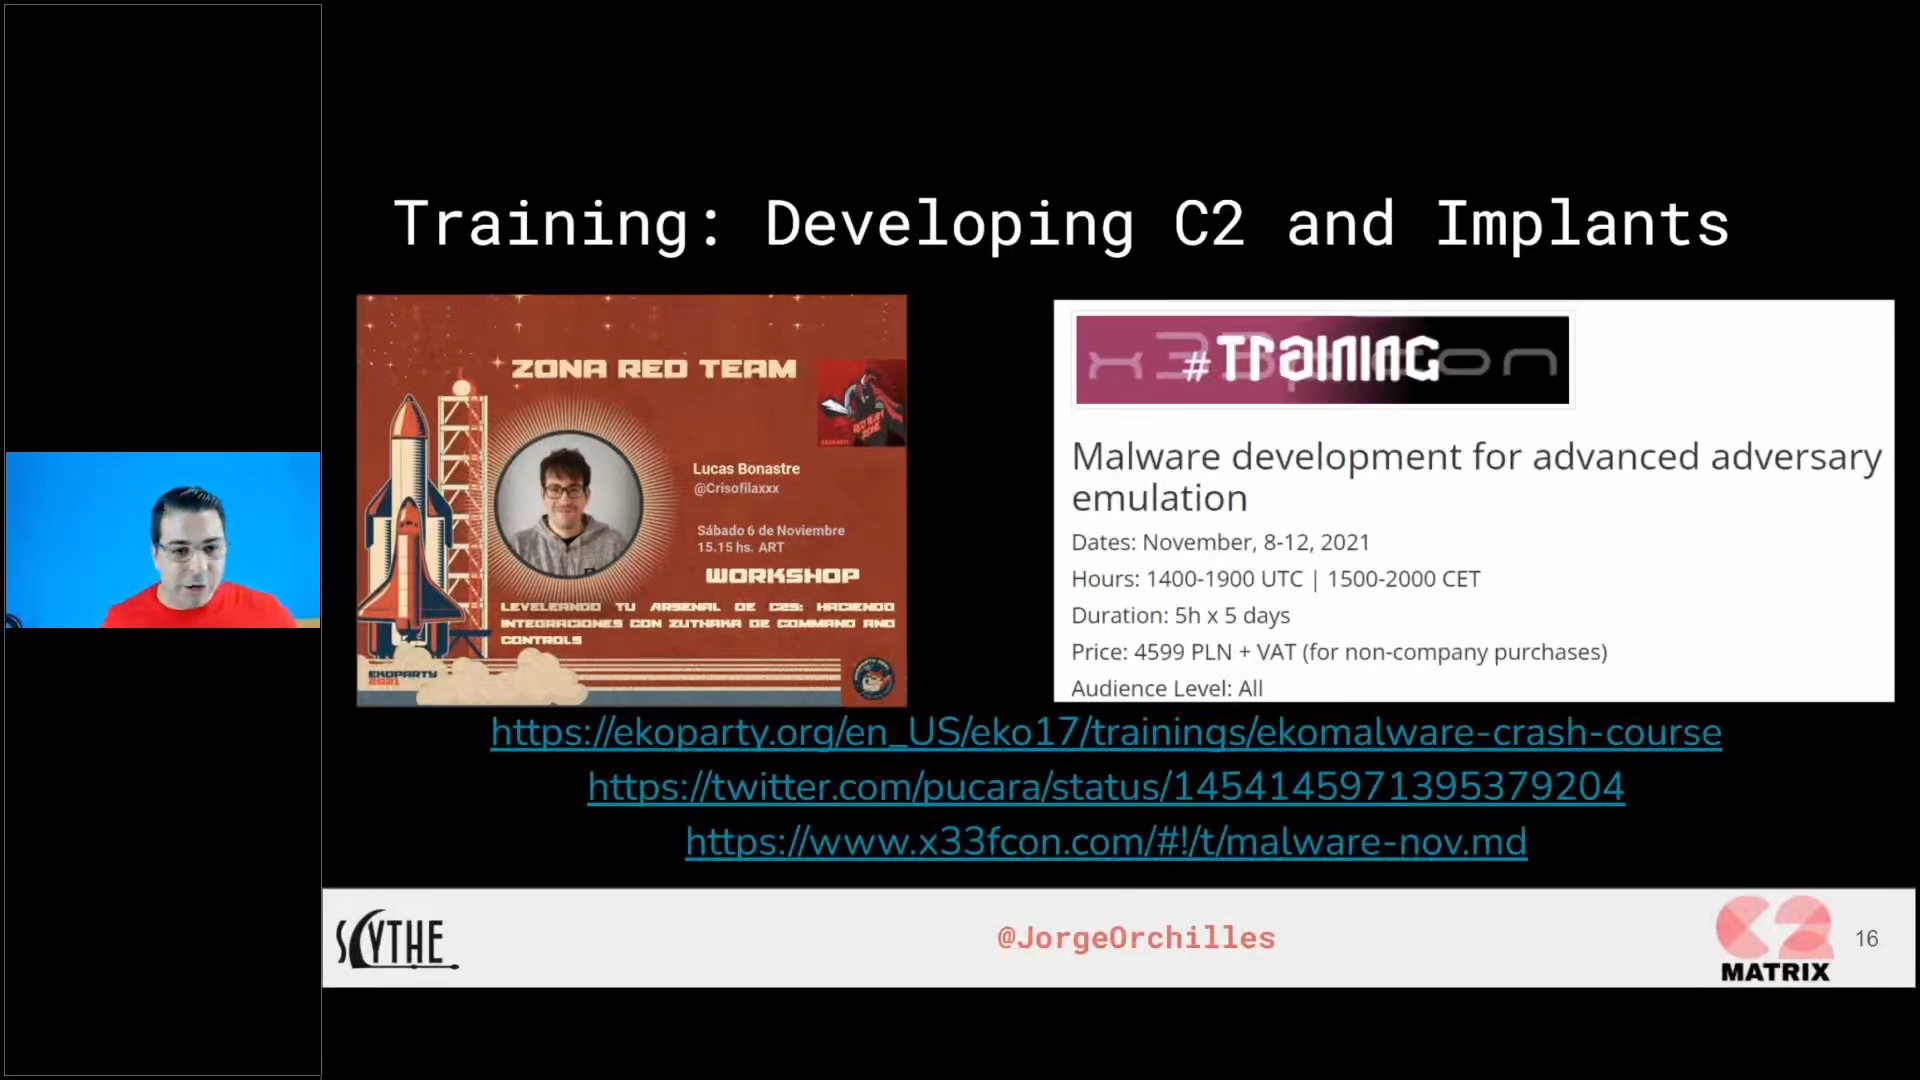 Training: Developing C2 and Implants
ZONA RED TEAM
RED TEAM
ZONE
Lucas Bonastre
@Crisofilaxxx
Sábado 6 de Noviembre
15.15 hs. ART
WORKSHOP
LEVELEANDO TU ARSENAL DE C2S: HACIENDO
INTEGRACIONES CON ZUTHAKA DE COMMAND AND
CONTROLS
EKOPARTY
2021
#TRAINING
Malware development for advanced adversary
emulation
Dates: November, 8-12, 2021
Hours: 1400-1900 UTC | 1500-2000 CET
Duration: 5h x 5 days
Price: 4599 PLN + VAT (for non-company purchases)
Audience Level: All
https://ekoparty.org/en_US/eko17/trainings/ekomalware-crash-course
https://twitter.com/pucara/status/1454145971395379204
https://www.x33fcon.com/#!/t/malware-nov.md
SCYTHE
@JorgeOrchilles
C2
MATRIX
16